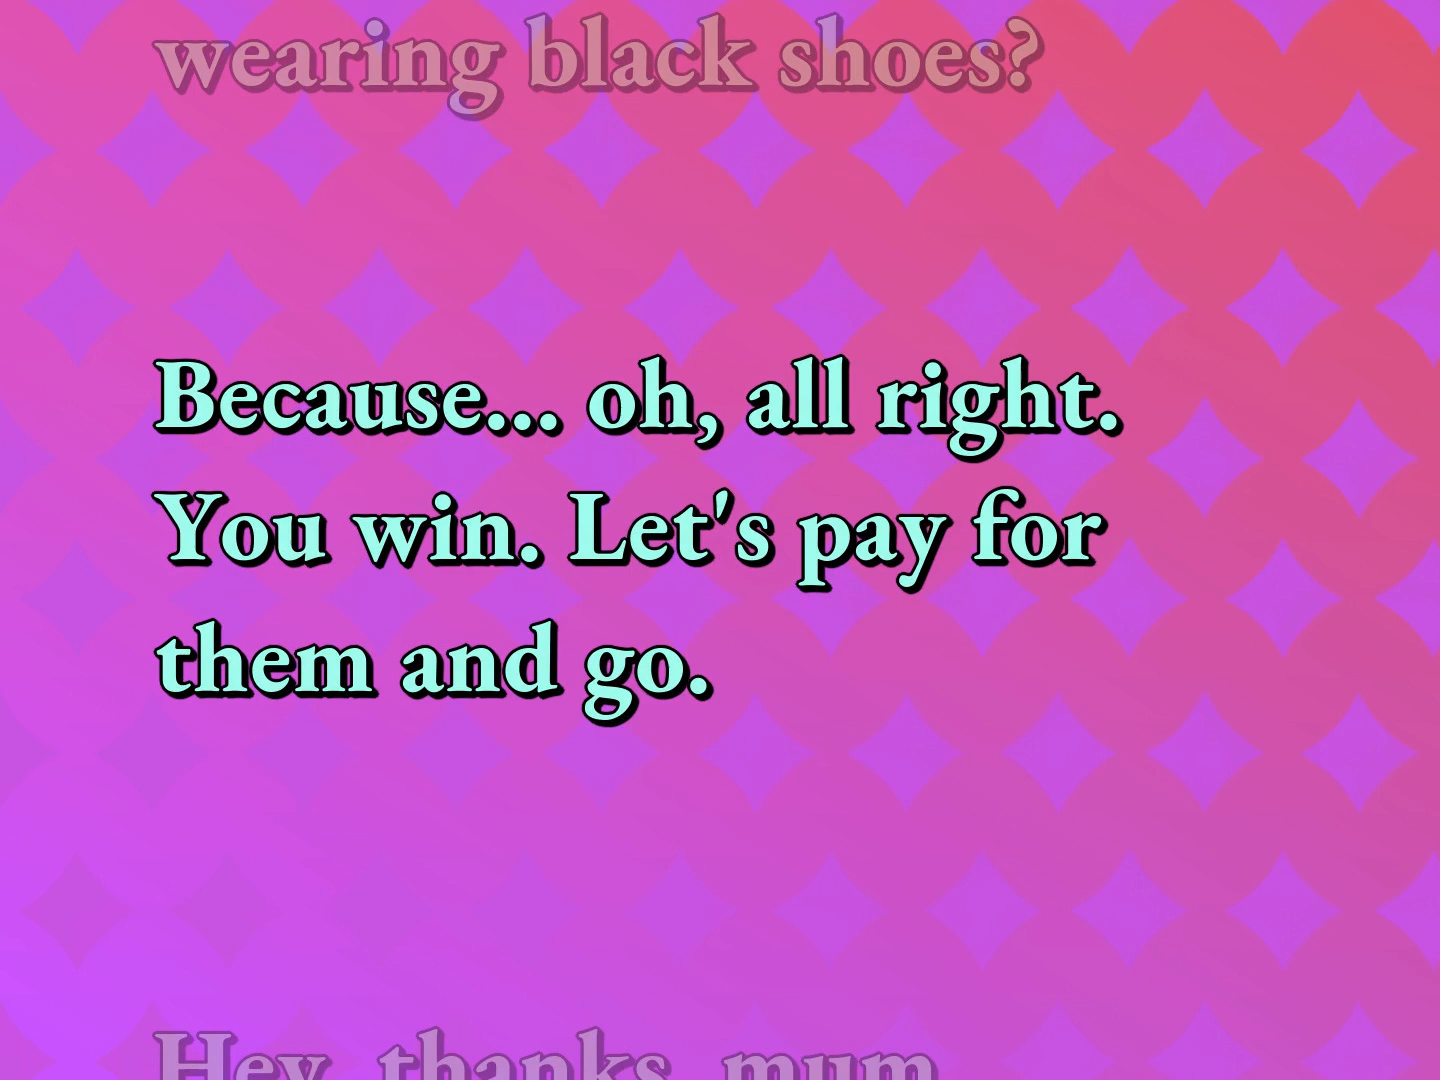 wearing black shoes?
Because... oh, all right.
You win. Let's pay for
them and go.
Hey, thanks, mum